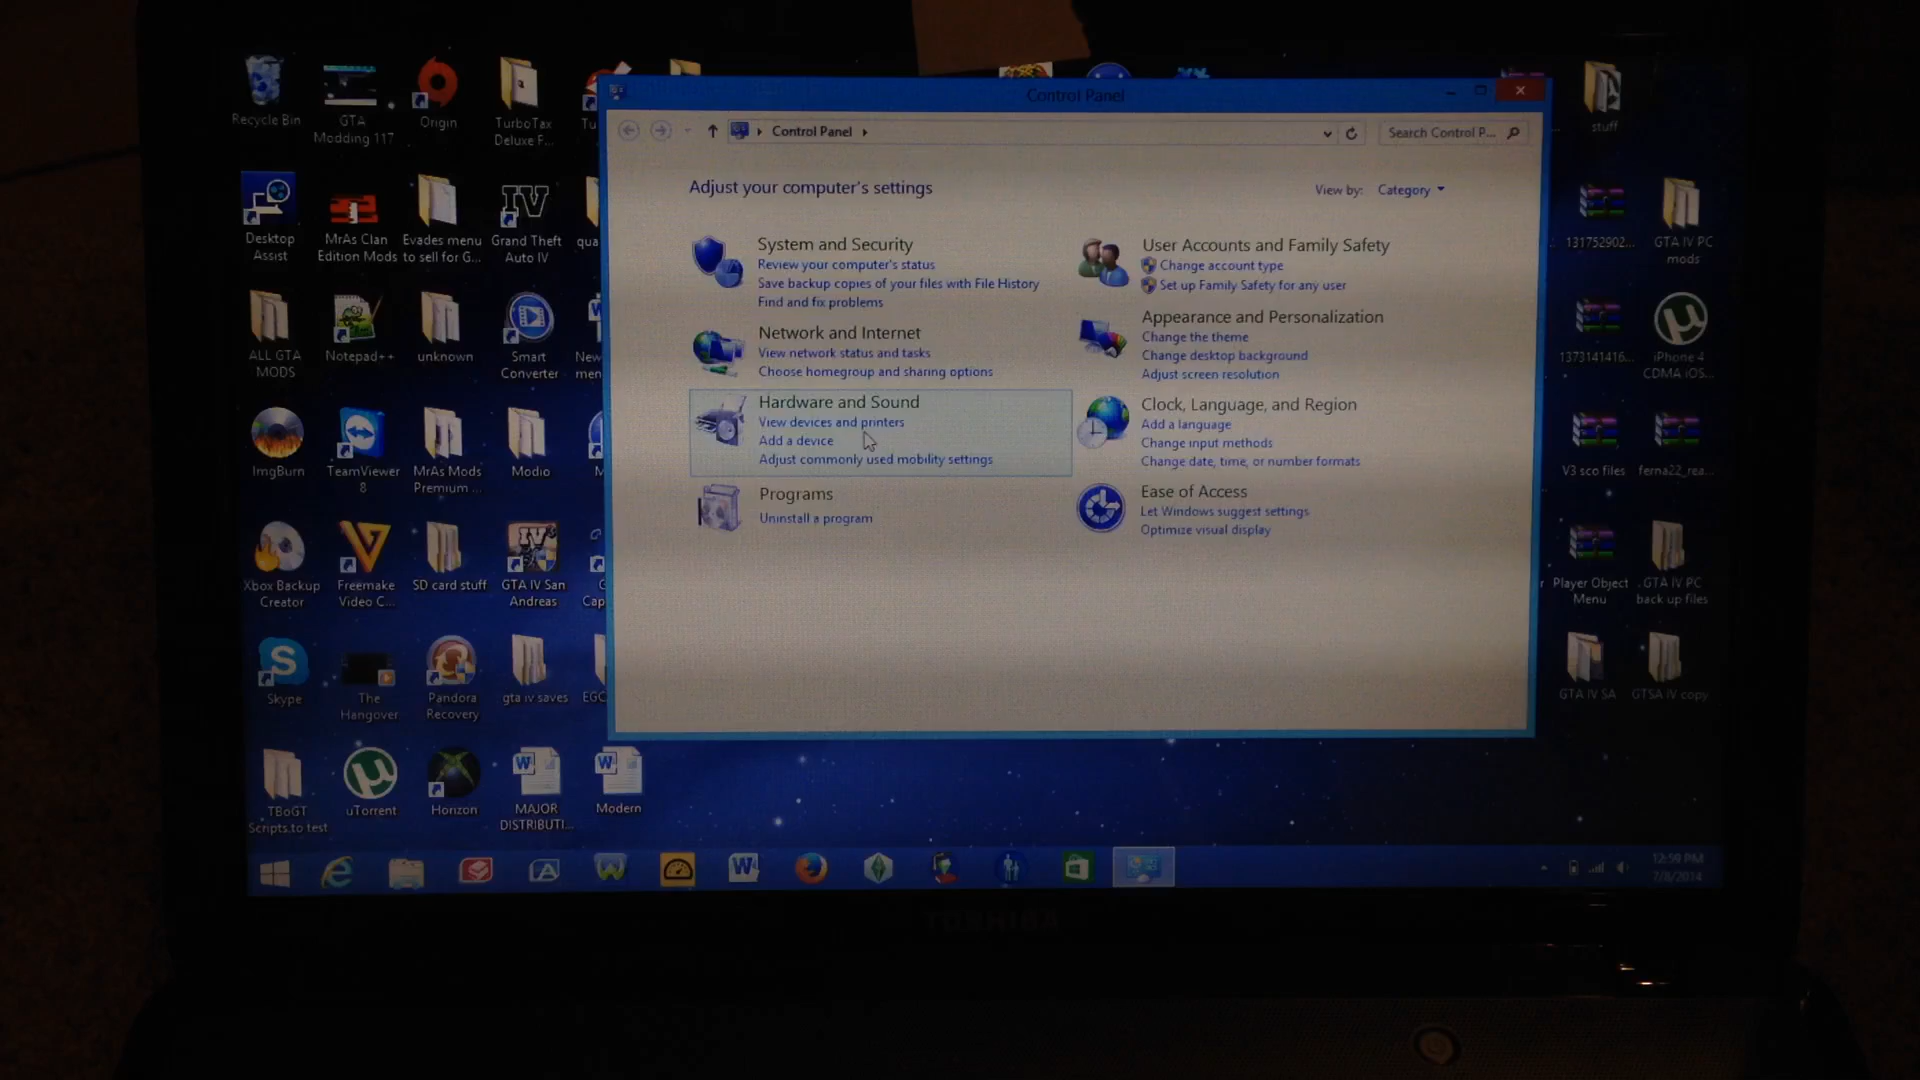 Recycle Bin
GTA
Modding 117
Origin
TurboTax
Deluxe F...
Tu
Control Panel
Control Panel
Search Control P...
stuff
Adjust your computer's settings
View by: Category
Desktop
Assist
MrAs Clan
Edition Mods
Evades menu
to sell for G...
IV
Grand Theft
Auto IV
qua
System and Security
Review your computer's status
Save backup copies of your files with File History
Find and fix problems
Network and Internet
View network status and tasks
Choose homegroup and sharing options
Hardware and Sound
View devices and printers
Add a device
Adjust commonly used mobility settings
Programs
Uninstall a program
User Accounts and Family Safety
Change account type
Set up Family Safety for any user
Appearance and Personalization
Change the theme
Change desktop background
Adjust screen resolution
Clock, Language, and Region
Add a language
Change input methods
Change date, time, or number formats
Ease of Access
Let Windows suggest settings
Optimize visual display
131752902...
GTA IV PC
mods
ALL GTA
MODS
Notepad++
unknown
Smart
Converter
New
men
1373141416...
iPhone 4
CDMA iOS...
ImgBurn
TeamViewer
8
MrAs Mods
Premium ...
Modio
M
V3 sco files
ferna22_rea...
Xbox Backup
Creator
Freemake
Video C...
SD card stuff
IV
GTA IV San
Andreas
Cap
Player Object
Menu
GTA IV PC
back up files
Skype
The
Hangover
Pandora
Recovery
gta iv saves
EGC
GTA IV SA
GTSA IV copy
TBoGT
Scripts to test
uTorrent
Horizon
MAJOR
DISTRIBUTI...
Modern
12:59 PM
7/8/2014
TOSHIBA